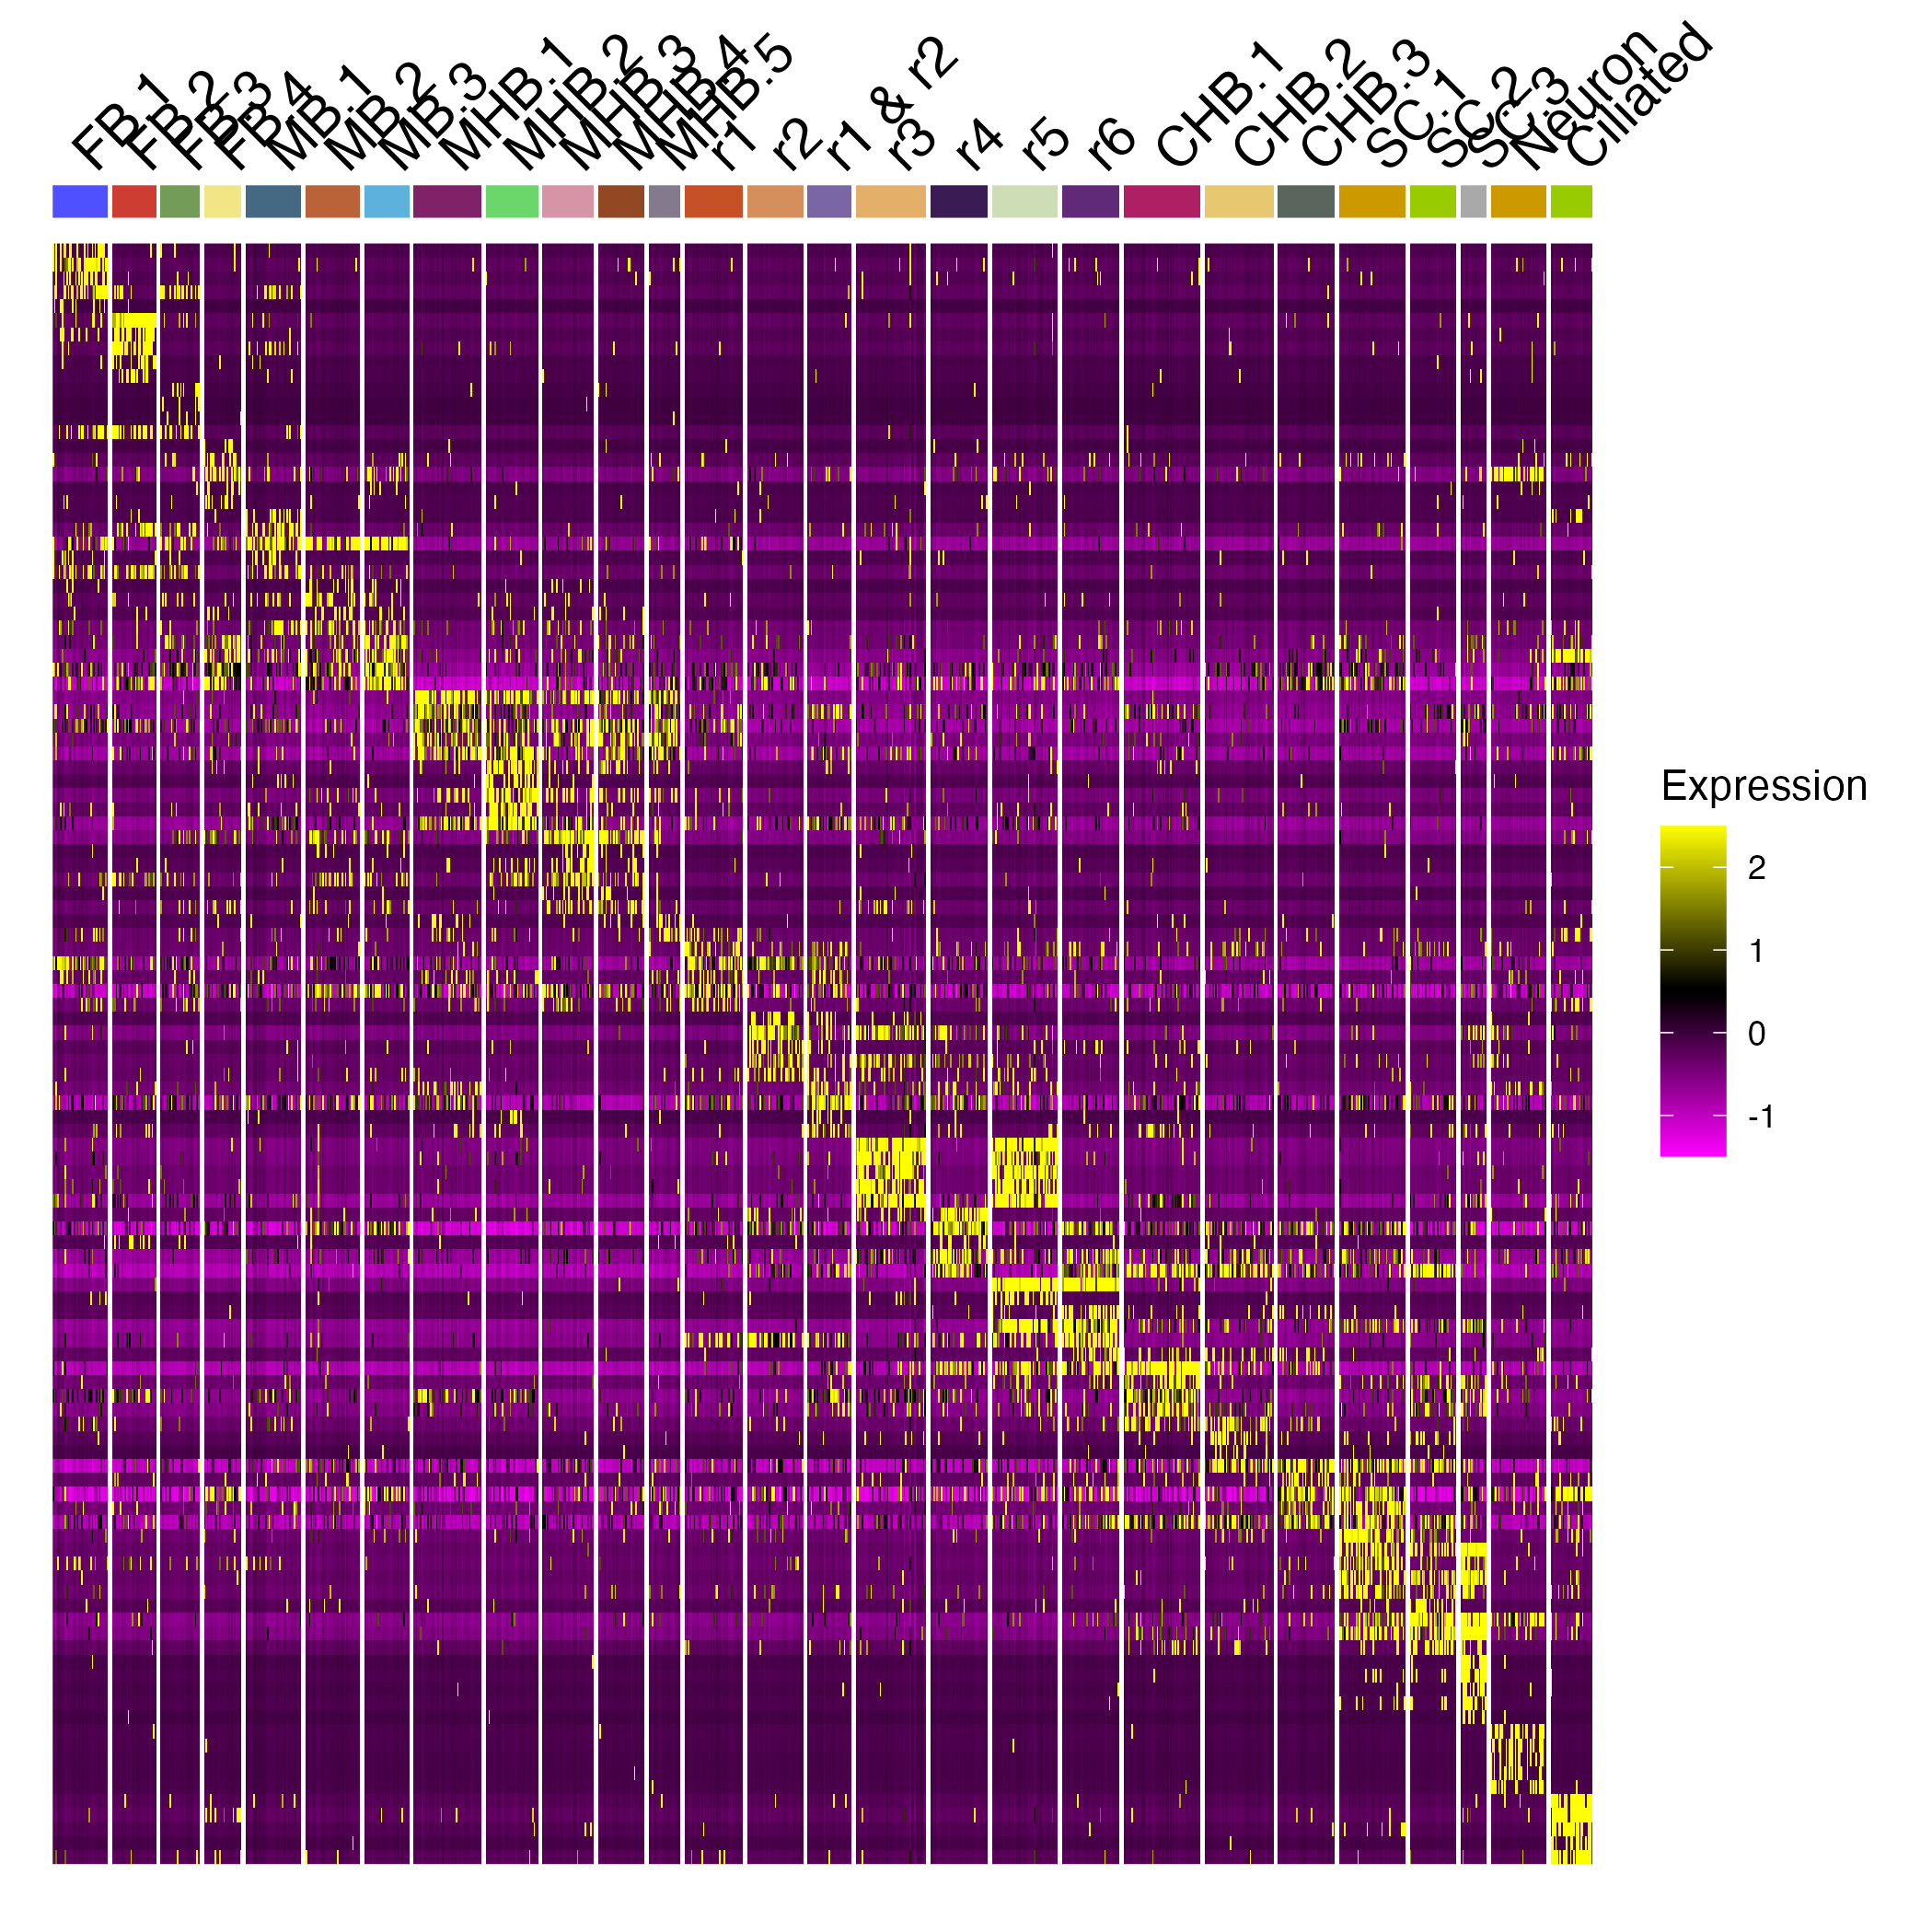 FB.1
FB.2
FB.3
FB.4
MB.1
MB.2
MB.3
MHB.1
MHB.2
MHB.3
MHB.4
MHB.5
r1
r2
r1 & r2
r3
r4
r5
r6
CHB.1
CHB.2
CHB.3
SC.1
SC.2
SC.3
Neuron
Ciliated
Expression
2
1
0
-1